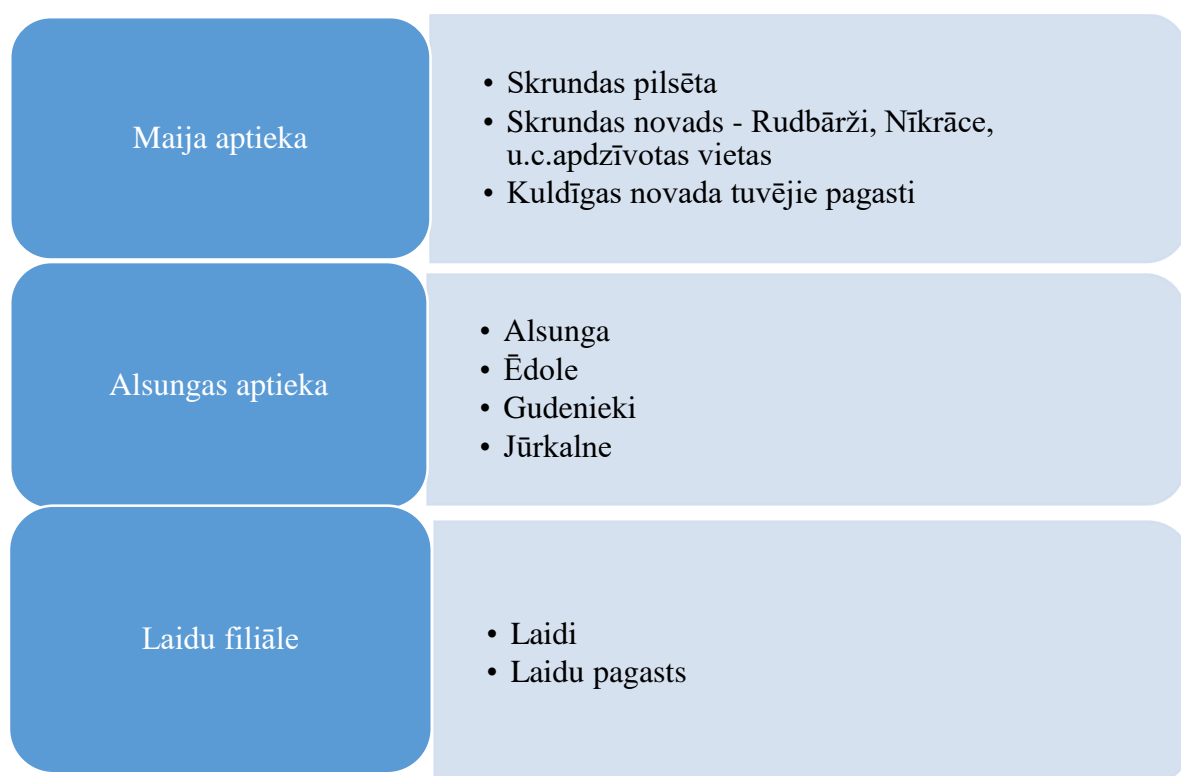 Maija aptieka
• Skrundas pilsēta
• Skrundas novads - Rudbārži, Nīkrāce,
u.c.apdzīvotas vietas
• Kuldīgas novada tuvējie pagasti
Alsungas aptieka
• Alsunga
• Ēdole
• Gudenieki
• Jūrkalne
Laidu filiāle
• Laidi
• Laidu pagasts